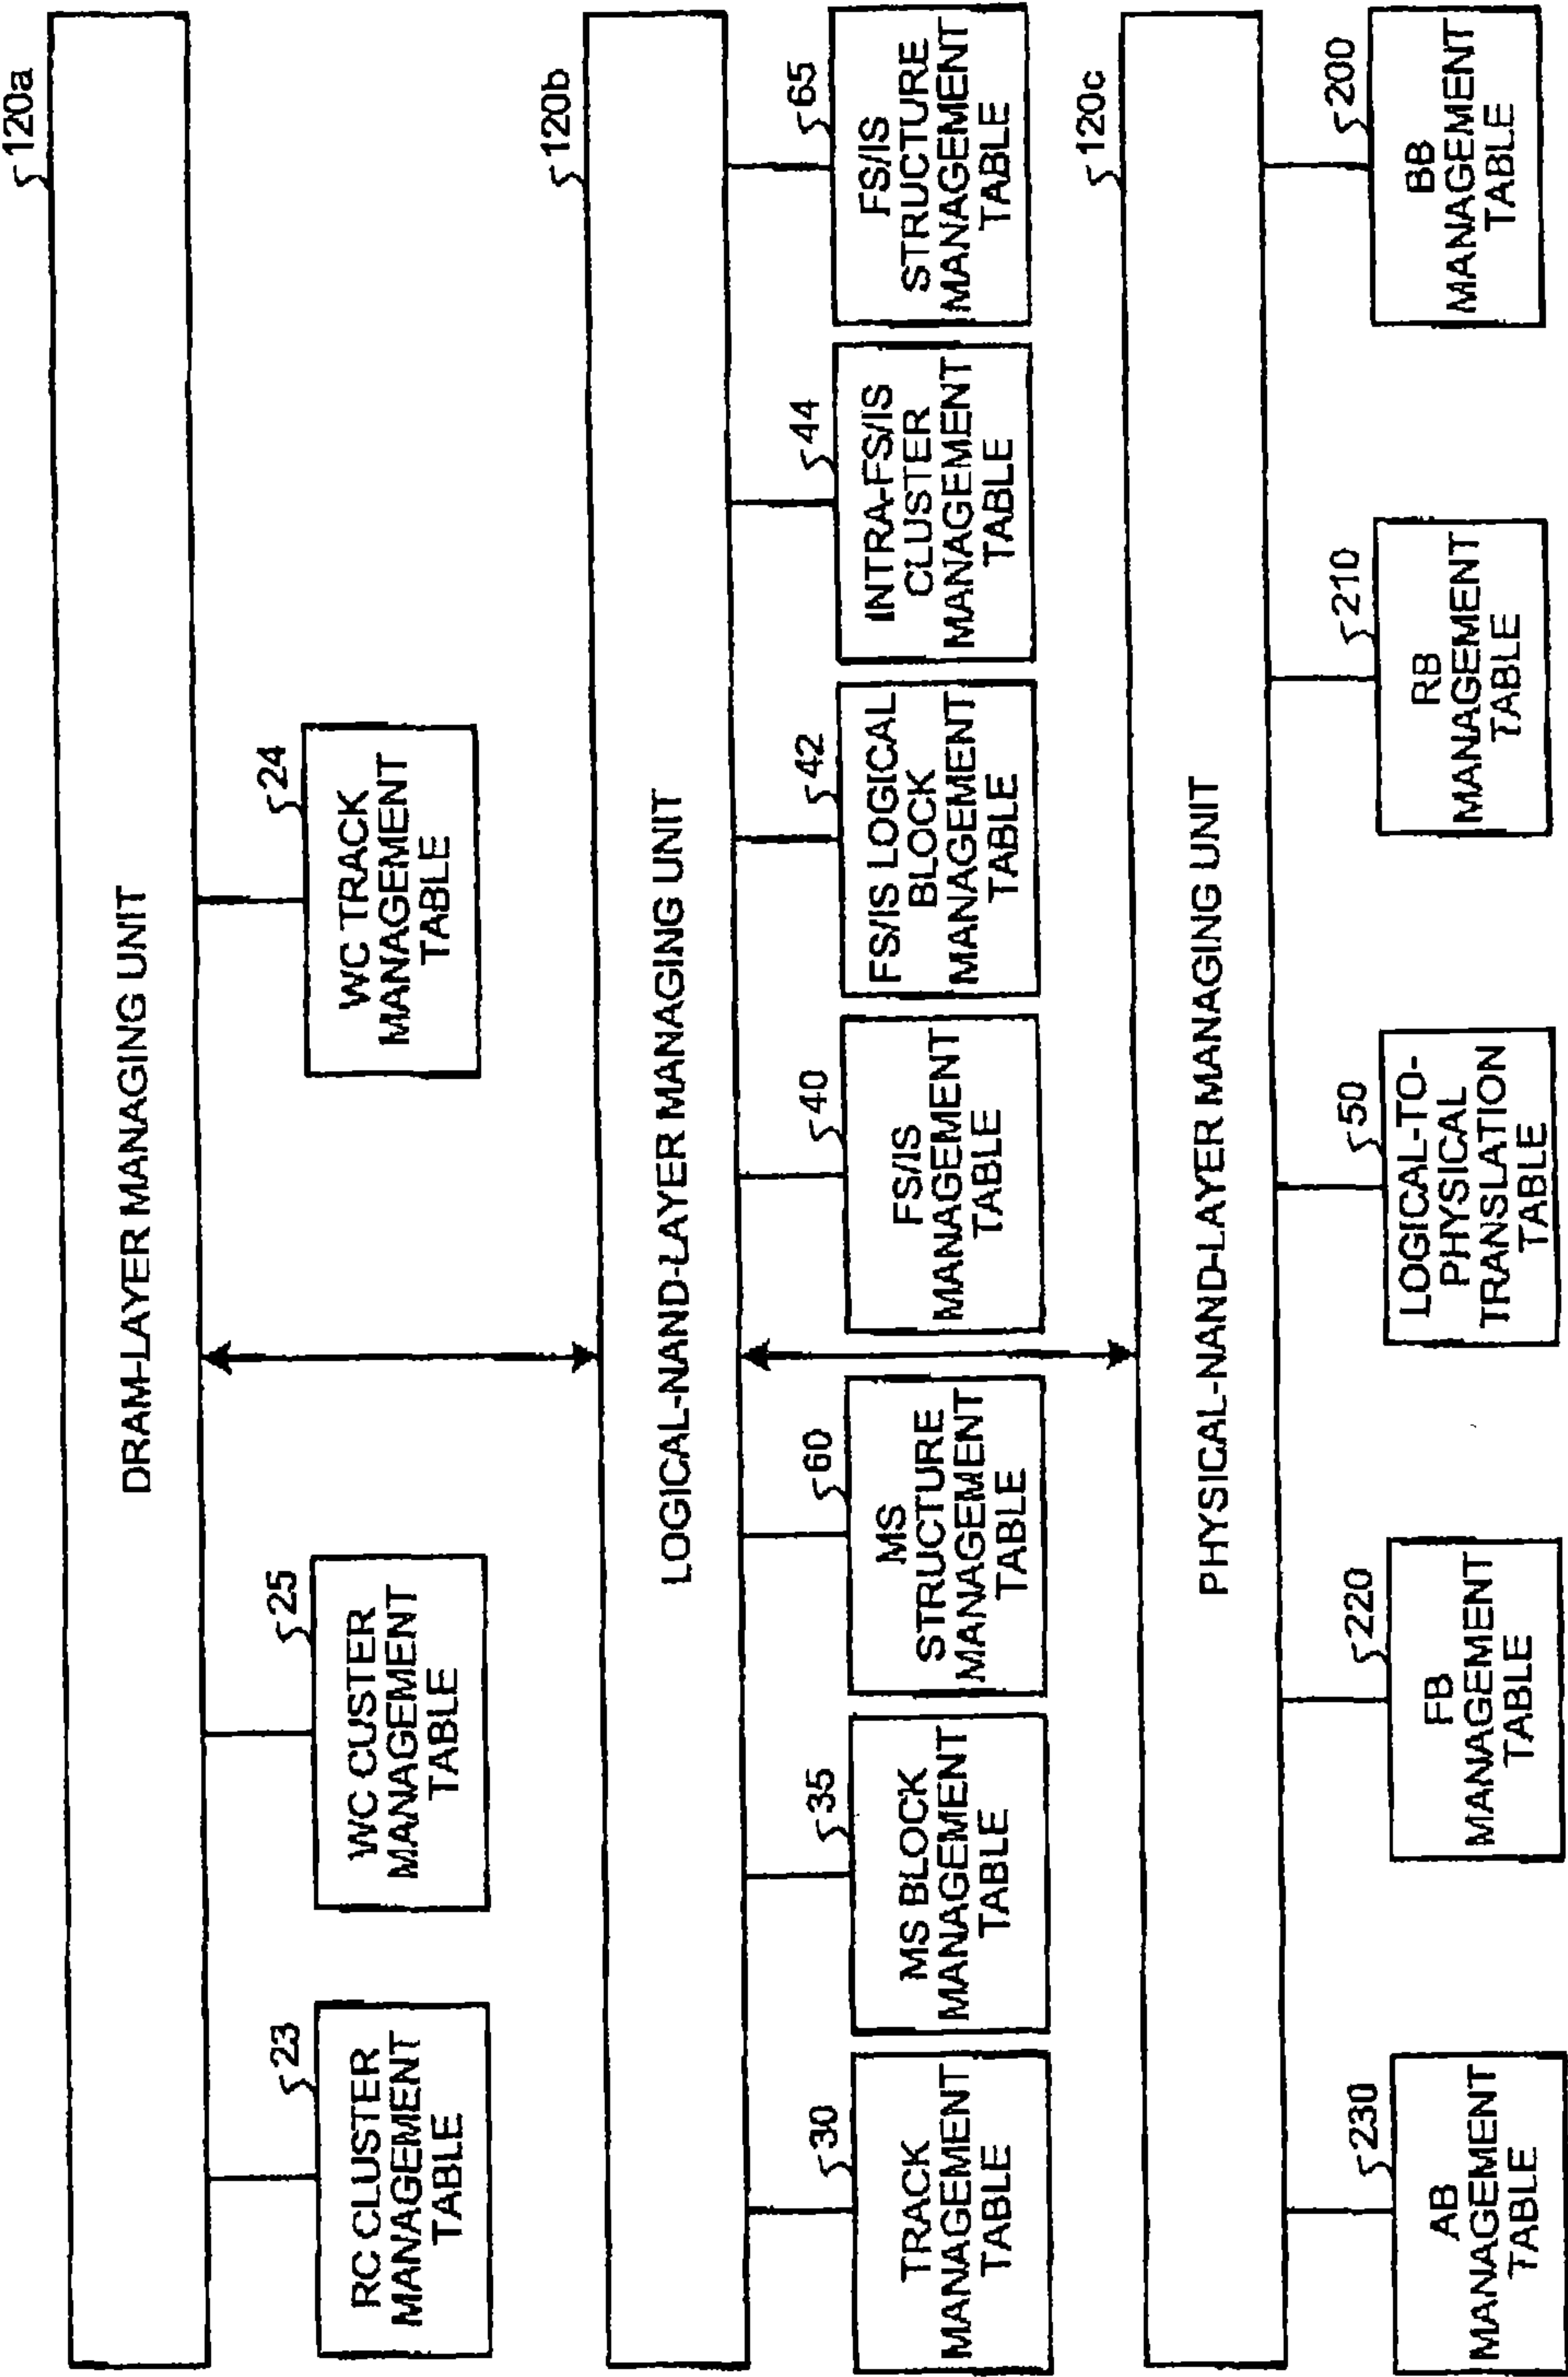 120a
DRAM-LAYER MANAGING UNIT
23
RC CLUSTER
MANAGEMENT
TABLE
25
WC CUSTER
MANAGEMENT
TABLE
24
WC TRACK
MANAGEMENT
TABLE
120b
LOGICAL-NAND-LAYER MANAGING UNIT
30
TRACK
MANAGEMENT
TABLE
35
MS BLOCK
MANAGEMENT
TABLE
60
MS
STRUCTURE
MANAGEMENT
TABLE
40
FS/IS
MANAGEMENT
TABLE
42
FS/IS LOGICAL
BLOCK
MANAGEMENT
TABLE
44
INTRA-FS/IS
CLUSTER
MANAGEMENT
TABLE
65
FS/IS
STRUCTURE
MANAGEMENT
TABLE
120c
PHYSICAL-NAND-LAYER MANAGING UNIT
230
AB
MANAGEMENT
TABLE
220
FB
MANAGEMENT
TABLE
50
LOGICAL-TO-
PHYSICAL
TRANSLATION
TABLE
210
RB
MANAGEMENT
TABLE
200
BB
MANAGEMENT
TABLE